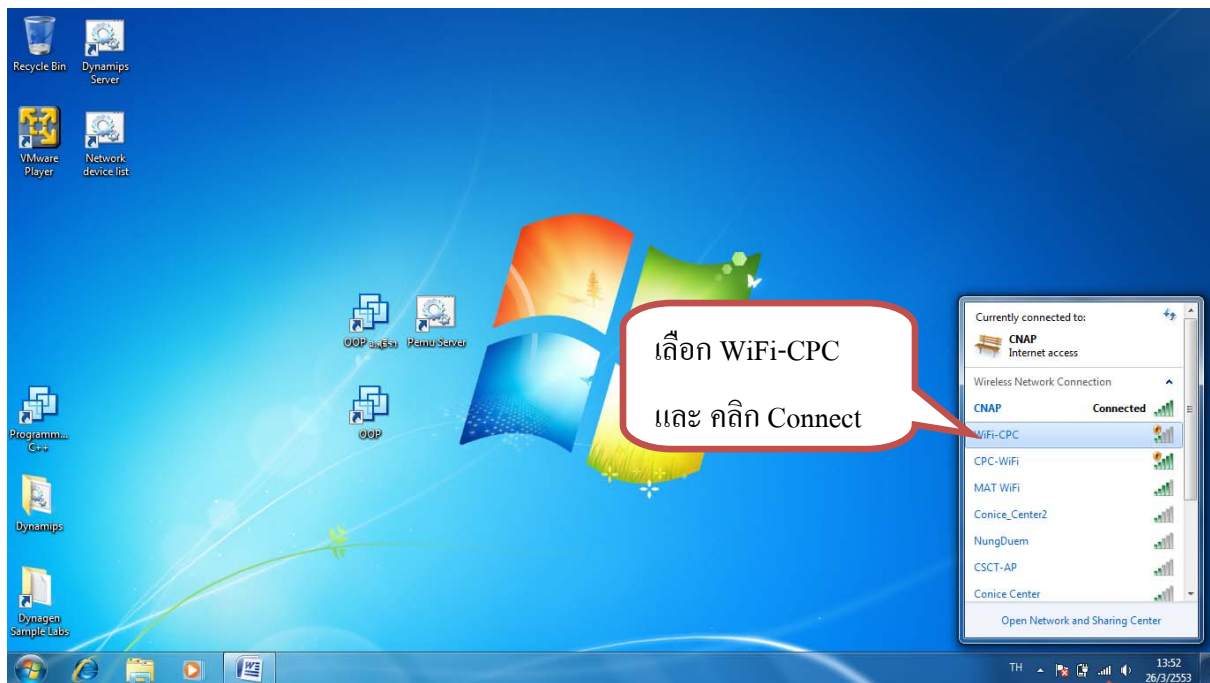 Recycle Bin
Dynamips
Server
VMware
Player
Network
device list
OOP
Pemu Server
OOP
Programm...
C++
Dynamips
Dynagen
Sample Labs
เลือก WiFi-CPC
และ คลิก Connect
Currently connected to:
CNAP
Internet access
Wireless Network Connection
CNAP Connected
WiFi-CPC
CPC-WiFi
MAT WiFi
Conice_Center2
NungDuem
CSCT-AP
Conice Center
Open Network and Sharing Center
TH
13:52
26/3/2553